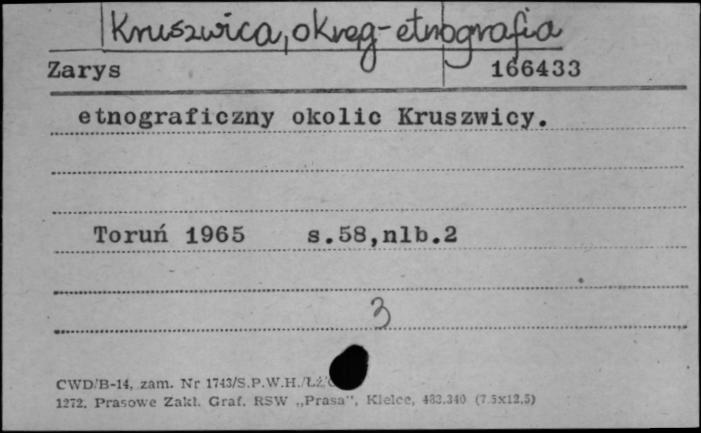 Kruszwica, okręg - etnografia
Zarys 166433
etnograficzny okolic Kruszwicy.
Toruń 1965 s.58,nlb.2
3
CWD/B-14, zam. Nr 1743/S.P.W.H.
1272. Prasowe Zakł. Graf. RSW „Prasa”, Kielce, 483.340 (7.5x12.5)